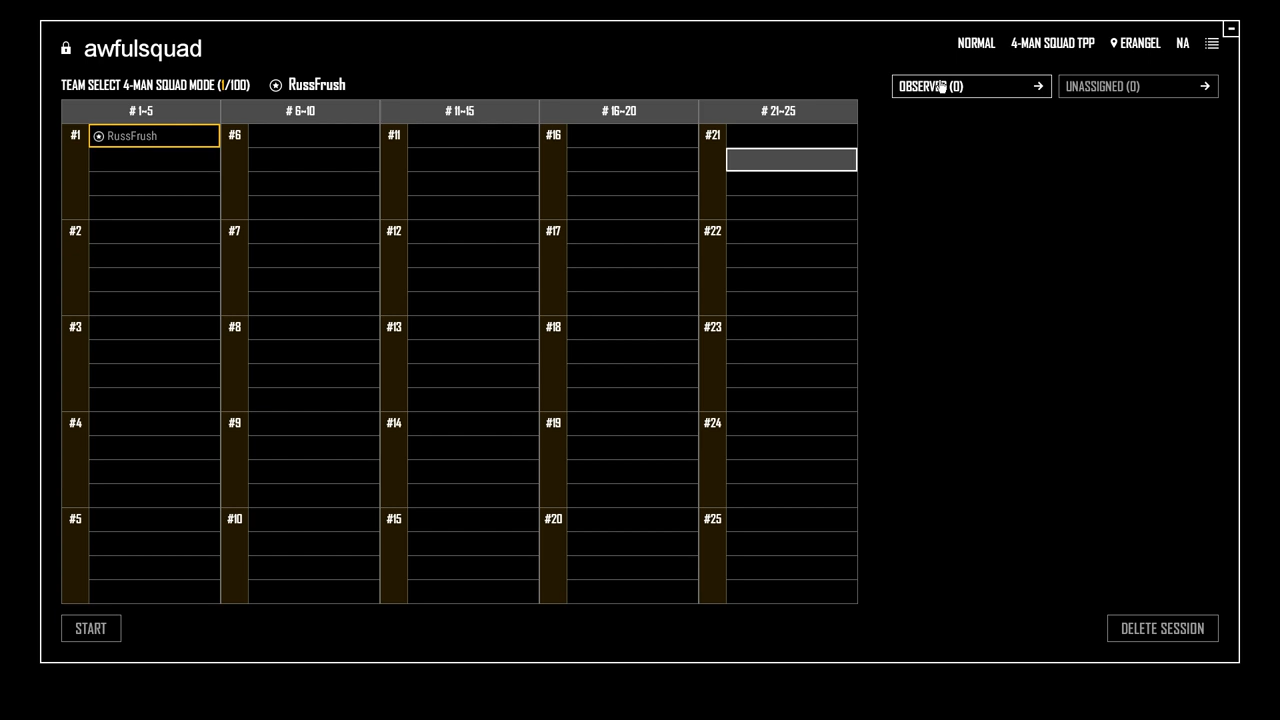 awfulsquad
NORMAL 4-MAN SQUAD TPP ERANGEL NA
TEAM SELECT 4-MAN SQUAD MODE (1/100) RussFrush
OBSERVER (0) UNASSIGNED (0)
# 1~5 # 6~10 # 11~15 # 16~20 # 21~25
#1 RussFrush #6 #11 #16 #21
#2 #7 #12 #17 #22
#3 #8 #13 #18 #23
#4 #9 #14 #19 #24
#5 #10 #15 #20 #25
START DELETE SESSION